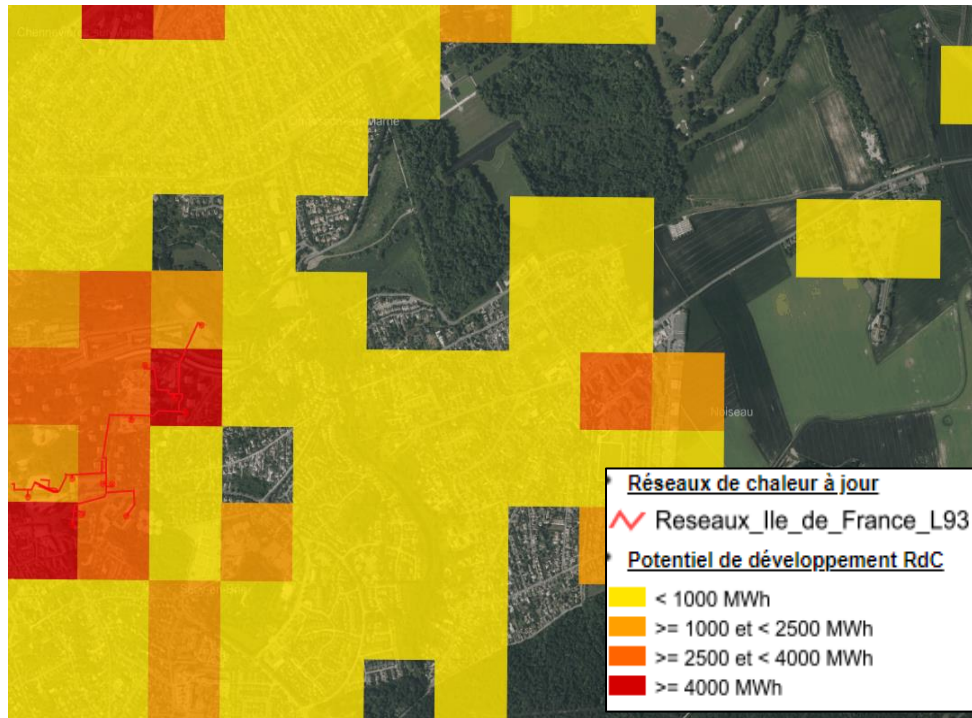 Noiseau
Réseaux de chaleur à jour
Reseaux_Ile_de_France_L93
Potentiel de développement RdC
< 1000 MWh
>= 1000 et < 2500 MWh
>= 2500 et < 4000 MWh
>= 4000 MWh